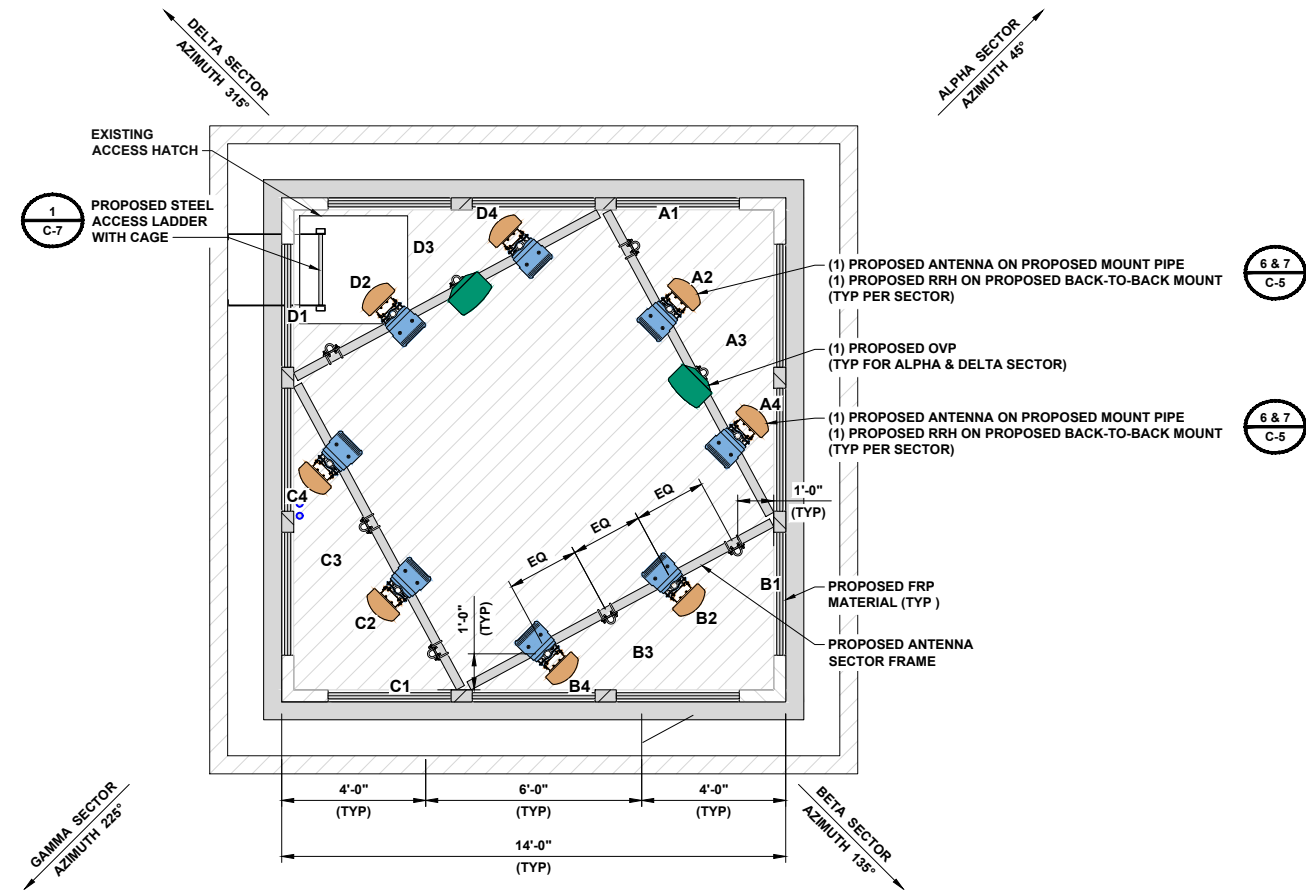 DELTA SECTOR
AZIMUTH 315°
ALPHA SECTOR
AZIMUTH 45°
EXISTING
ACCESS HATCH
1
C-7
PROPOSED STEEL
ACCESS LADDER
WITH CAGE
D4
A1
D3
D2
A2
D1
A3
A4
(1) PROPOSED ANTENNA ON PROPOSED MOUNT PIPE
(1) PROPOSED RRH ON PROPOSED BACK-TO-BACK MOUNT
(TYP PER SECTOR)
6 & 7
C-5
(1) PROPOSED OVP
(TYP FOR ALPHA & DELTA SECTOR)
(1) PROPOSED ANTENNA ON PROPOSED MOUNT PIPE
(1) PROPOSED RRH ON PROPOSED BACK-TO-BACK MOUNT
(TYP PER SECTOR)
6 & 7
C-5
1'-0"
(TYP)
EQ
EQ
EQ
C4
C3
C2
C1
1'-0"
(TYP)
B1
B2
B3
B4
PROPOSED FRP
MATERIAL (TYP )
PROPOSED ANTENNA
SECTOR FRAME
4'-0"
(TYP)
6'-0"
(TYP)
4'-0"
(TYP)
14'-0"
(TYP)
GAMMA SECTOR
AZIMUTH 225°
BETA SECTOR
AZIMUTH 135°